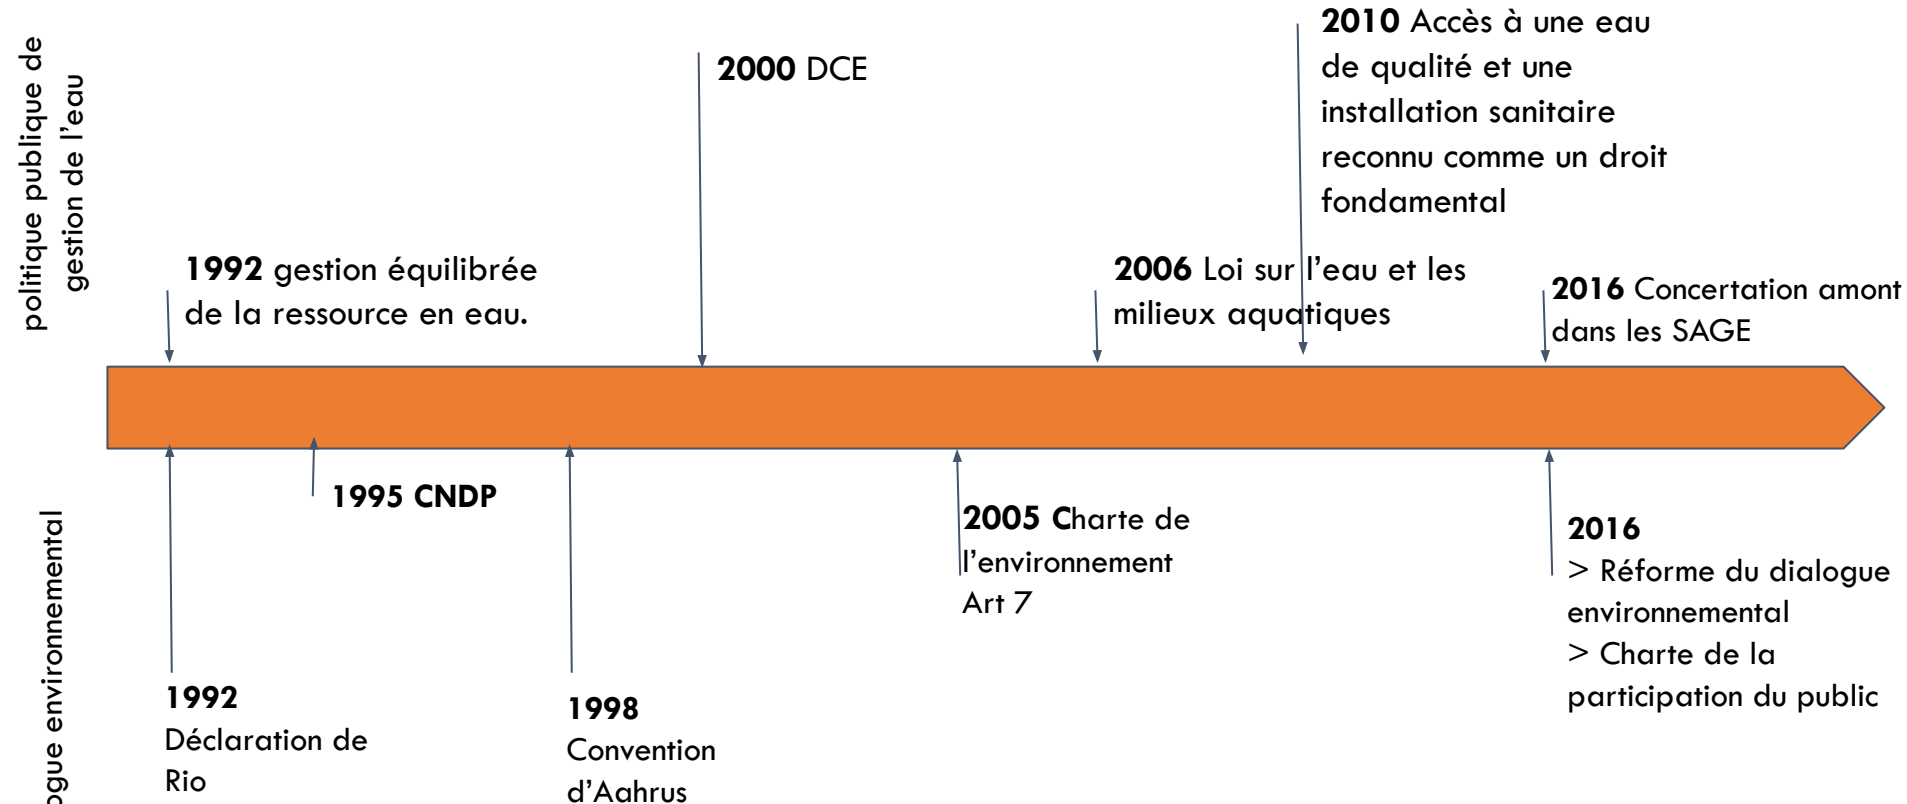 politique publique de
gestion de l'eau
1992 gestion équilibrée
de la ressource en eau.
2000 DCE
2006 Loi sur l'eau et les
milieux aquatiques
2010 Accès à une eau
de qualité et une
installation sanitaire
reconnu comme un droit
fondamental
2016 Concertation amont
dans les SAGE
ogue environnemental
1992
Déclaration de
Rio
1995 CNDP
1998
Convention
d'Aahrus
2005 Charte de
l'environnement
Art 7
2016
> Réforme du dialogue
environnemental
> Charte de la
participation du public